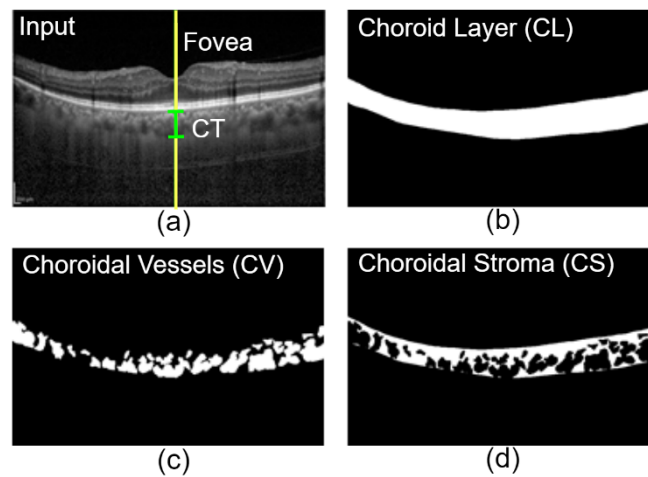 Input
Fovea
CT
(a)
Choroid Layer (CL)
(b)
Choroidal Vessels (CV)
(c)
Choroidal Stroma (CS)
(d)